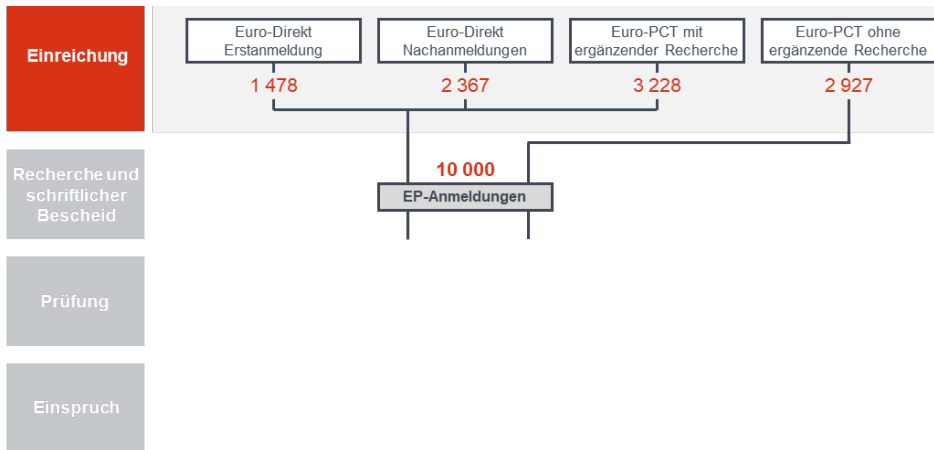 Einreichung
Euro-Direkt
Erstanmeldung
Euro-Direkt
Nachanmeldungen
Euro-PCT mit
ergänzender Recherche
Euro-PCT ohne
ergänzende Recherche
1 478
2 367
3 228
2 927
Recherche und
schriftlicher
Bescheid
10 000
EP-Anmeldungen
Prüfung
Einspruch